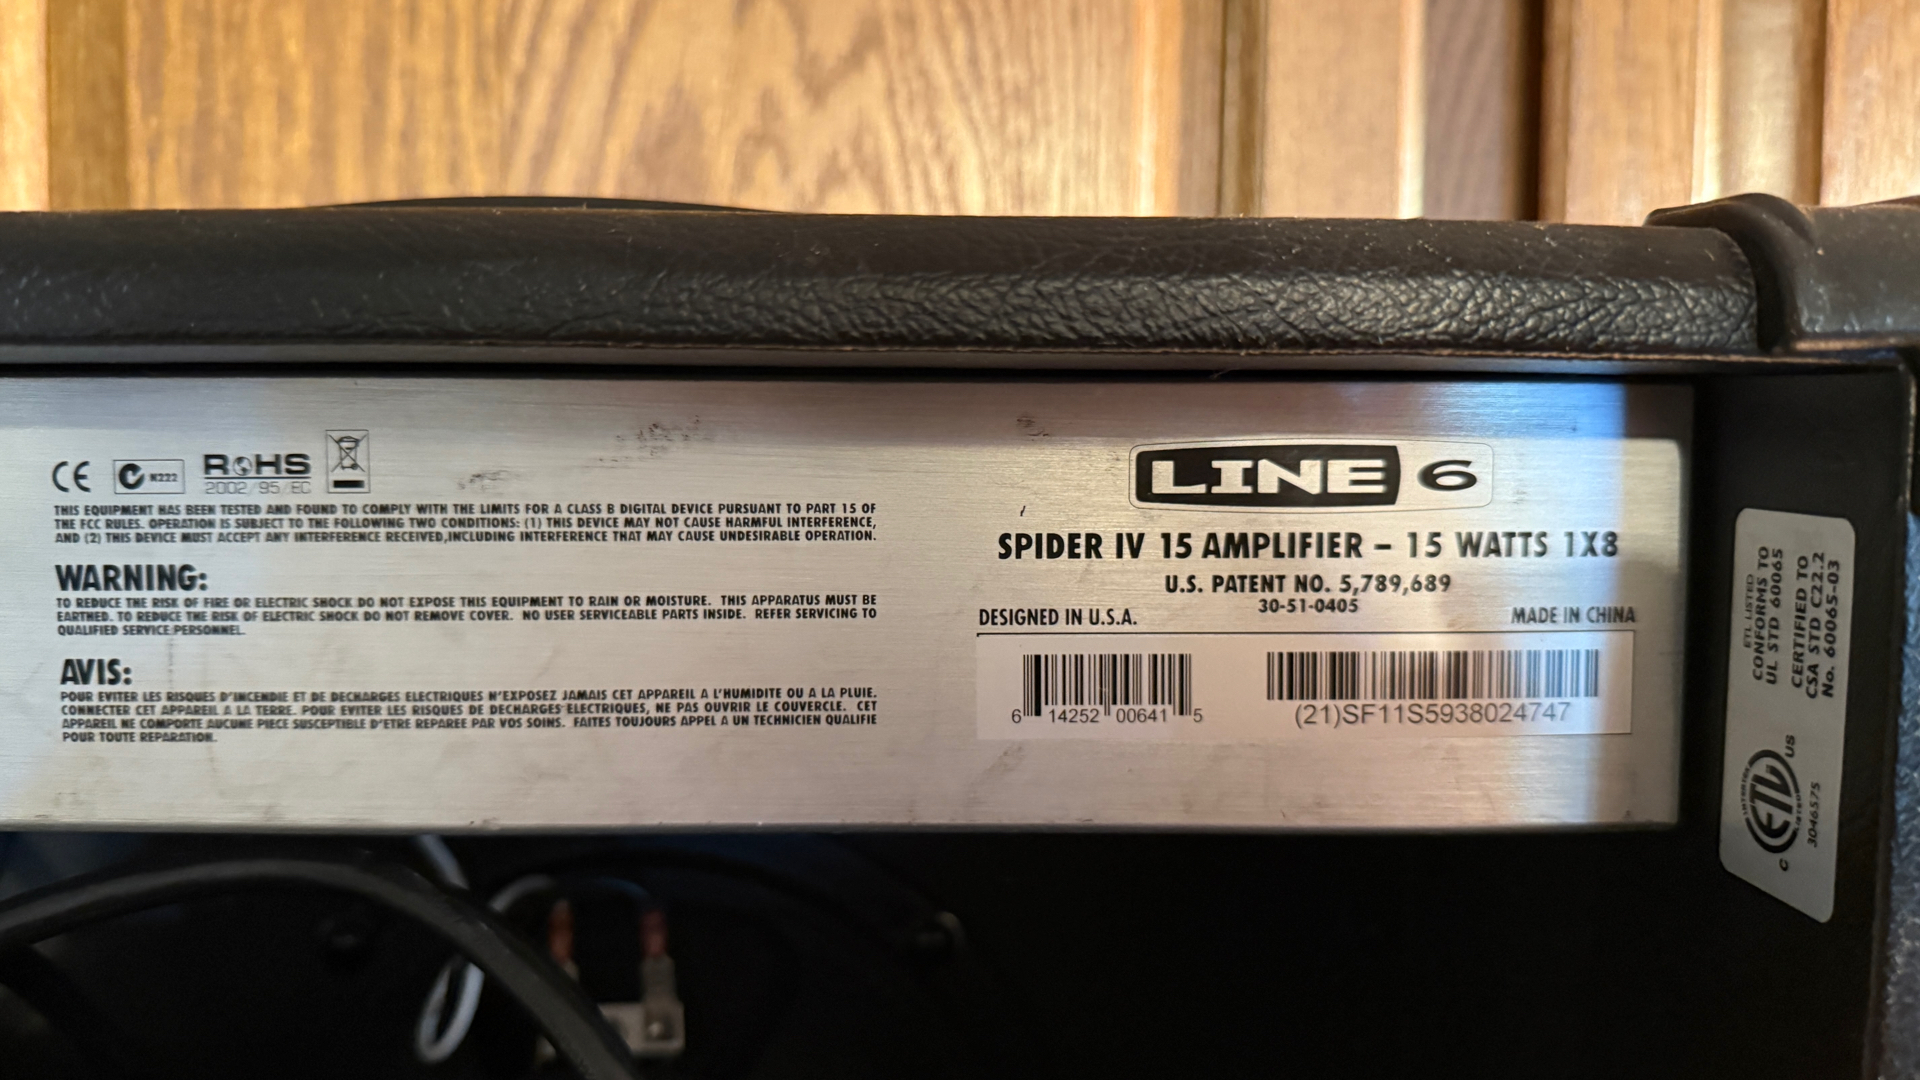 CE
N222
ROHS
2002/95/EC
THIS EQUIPMENT HAS BEEN TESTED AND FOUND TO COMPLY WITH THE LIMITS FOR A CLASS B DIGITAL DEVICE PURSUANT TO PART 15 OF
THE FCC RULES. OPERATION IS SUBJECT TO THE FOLLOWING TWO CONDITIONS: (1) THIS DEVICE MAY NOT CAUSE HARMFUL INTERFERENCE,
AND (2) THIS DEVICE MUST ACCEPT ANY INTERFERENCE RECEIVED,INCLUDING INTERFERENCE THAT MAY CAUSE UNDESIRABLE OPERATION.
WARNING:
TO REDUCE THE RISK OF FIRE OR ELECTRIC SHOCK DO NOT EXPOSE THIS EQUIPMENT TO RAIN OR MOISTURE. THIS APPARATUS MUST BE
EARTHED. TO REDUCE THE RISK OF ELECTRIC SHOCK DO NOT REMOVE COVER. NO USER SERVICEABLE PARTS INSIDE. REFER SERVICING TO
QUALIFIED SERVICE PERSONNEL.
AVIS:
POUR EVITER LES RISQUES D'INCENDIE ET DE DECHARGES ELECTRIQUES N'EXPOSEZ JAMAIS CET APPAREIL A L'HUMIDITE OU A LA PLUIE.
CONNECTER CET APPAREIL A LA TERRE. POUR EVITER LES RISQUES DE DECHARGES ELECTRIQUES, NE PAS OUVRIR LE COUVERCLE. CET
APPAREIL NE COMPORTE AUCUNE PIECE SUSCEPTIBLE D'ETRE REPAREE PAR VOS SOINS. FAITES TOUJOURS APPEL A UN TECHNICIEN QUALIFIE
POUR TOUTE REPARATION.
LINE 6
SPIDER IV 15 AMPLIFIER – 15 WATTS 1X8
U.S. PATENT NO. 5,789,689
30-51-0405
DESIGNED IN U.S.A.
MADE IN CHINA
6 14252 00641 5
(21)SF11S5938024747
ETL LISTED
CONFORMS TO
UL STD 60065
CERTIFIED TO
CSA STD C22.2
No. 60065-03
C ETL US
INTERTEK
3046575